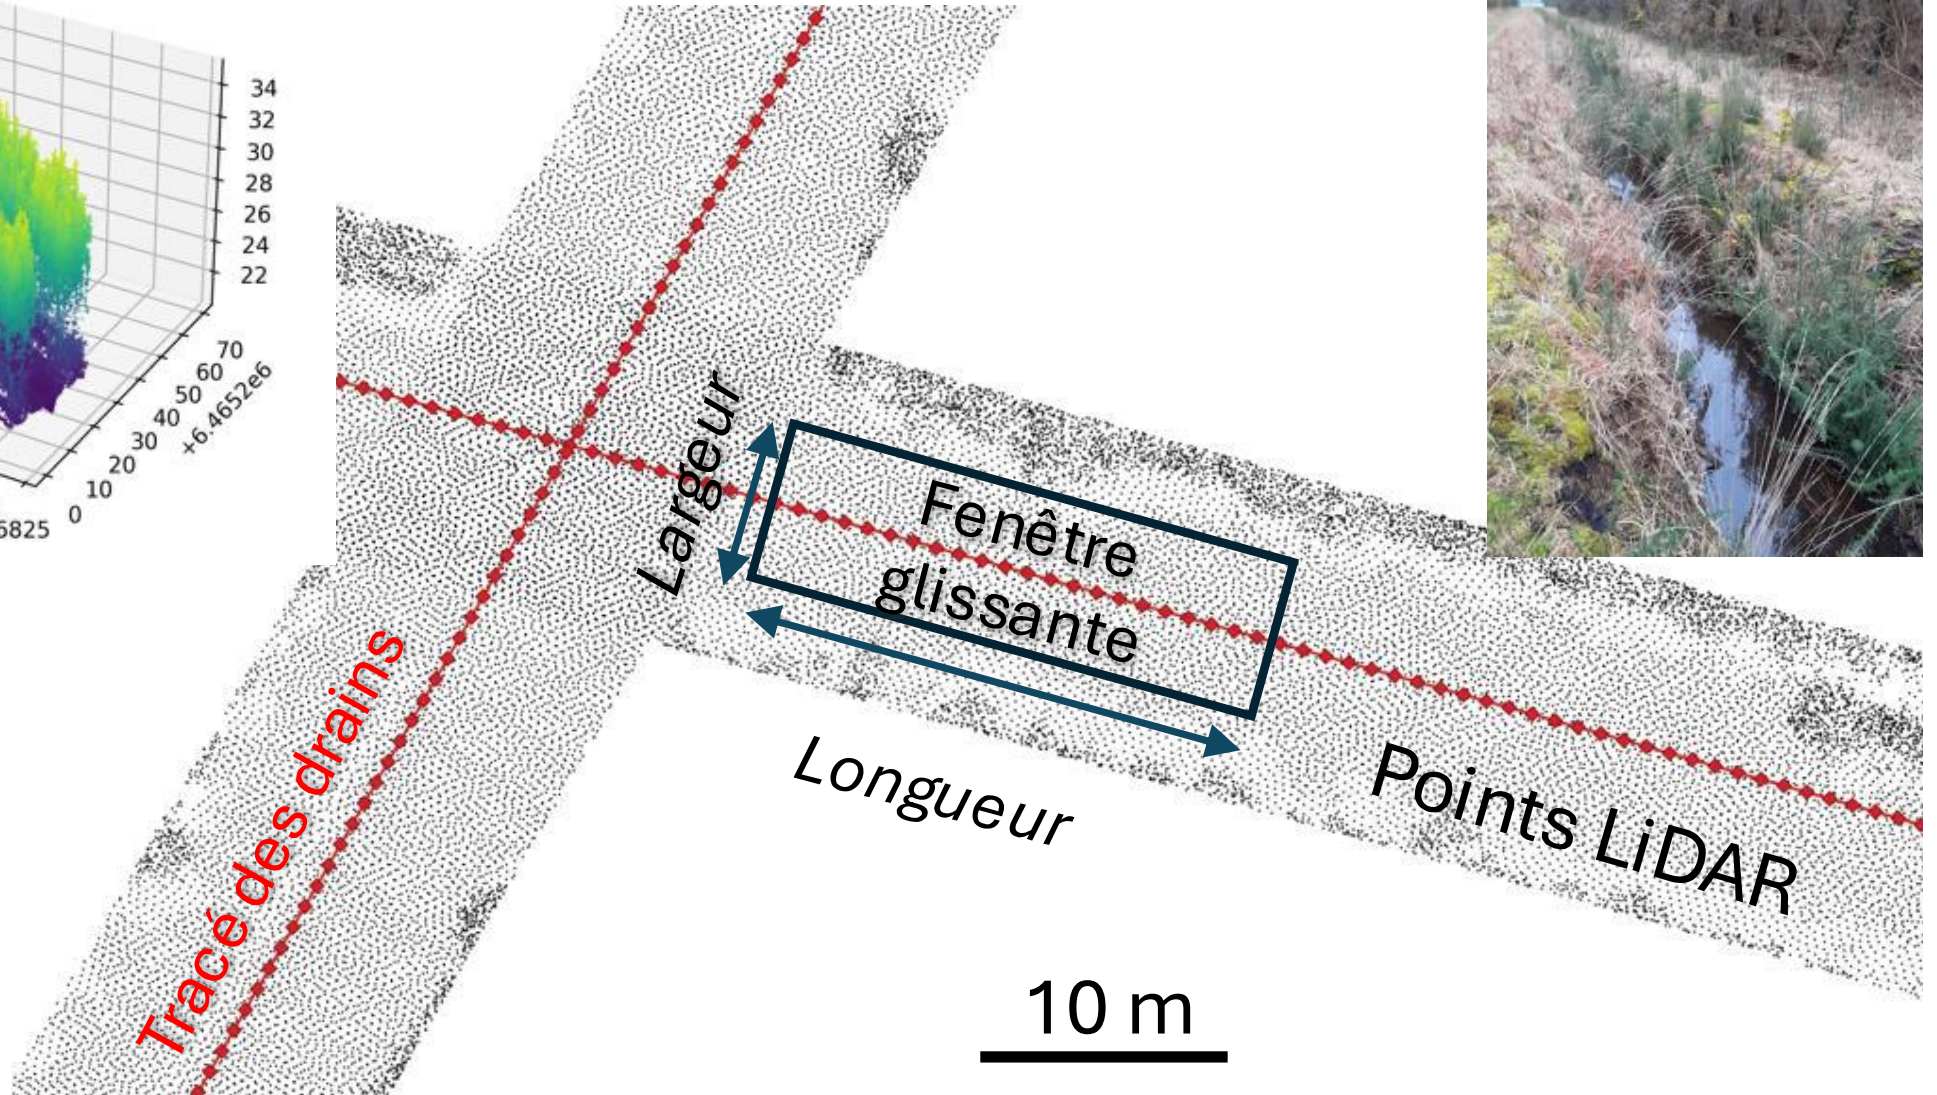 34
32
30
28
26
24
22
70
60
50
40
30
20
10
0
+6.4652e6
6825
Largeur
Fenêtre
glissante
Longueur
Tracé des drains
Points LiDAR
10 m